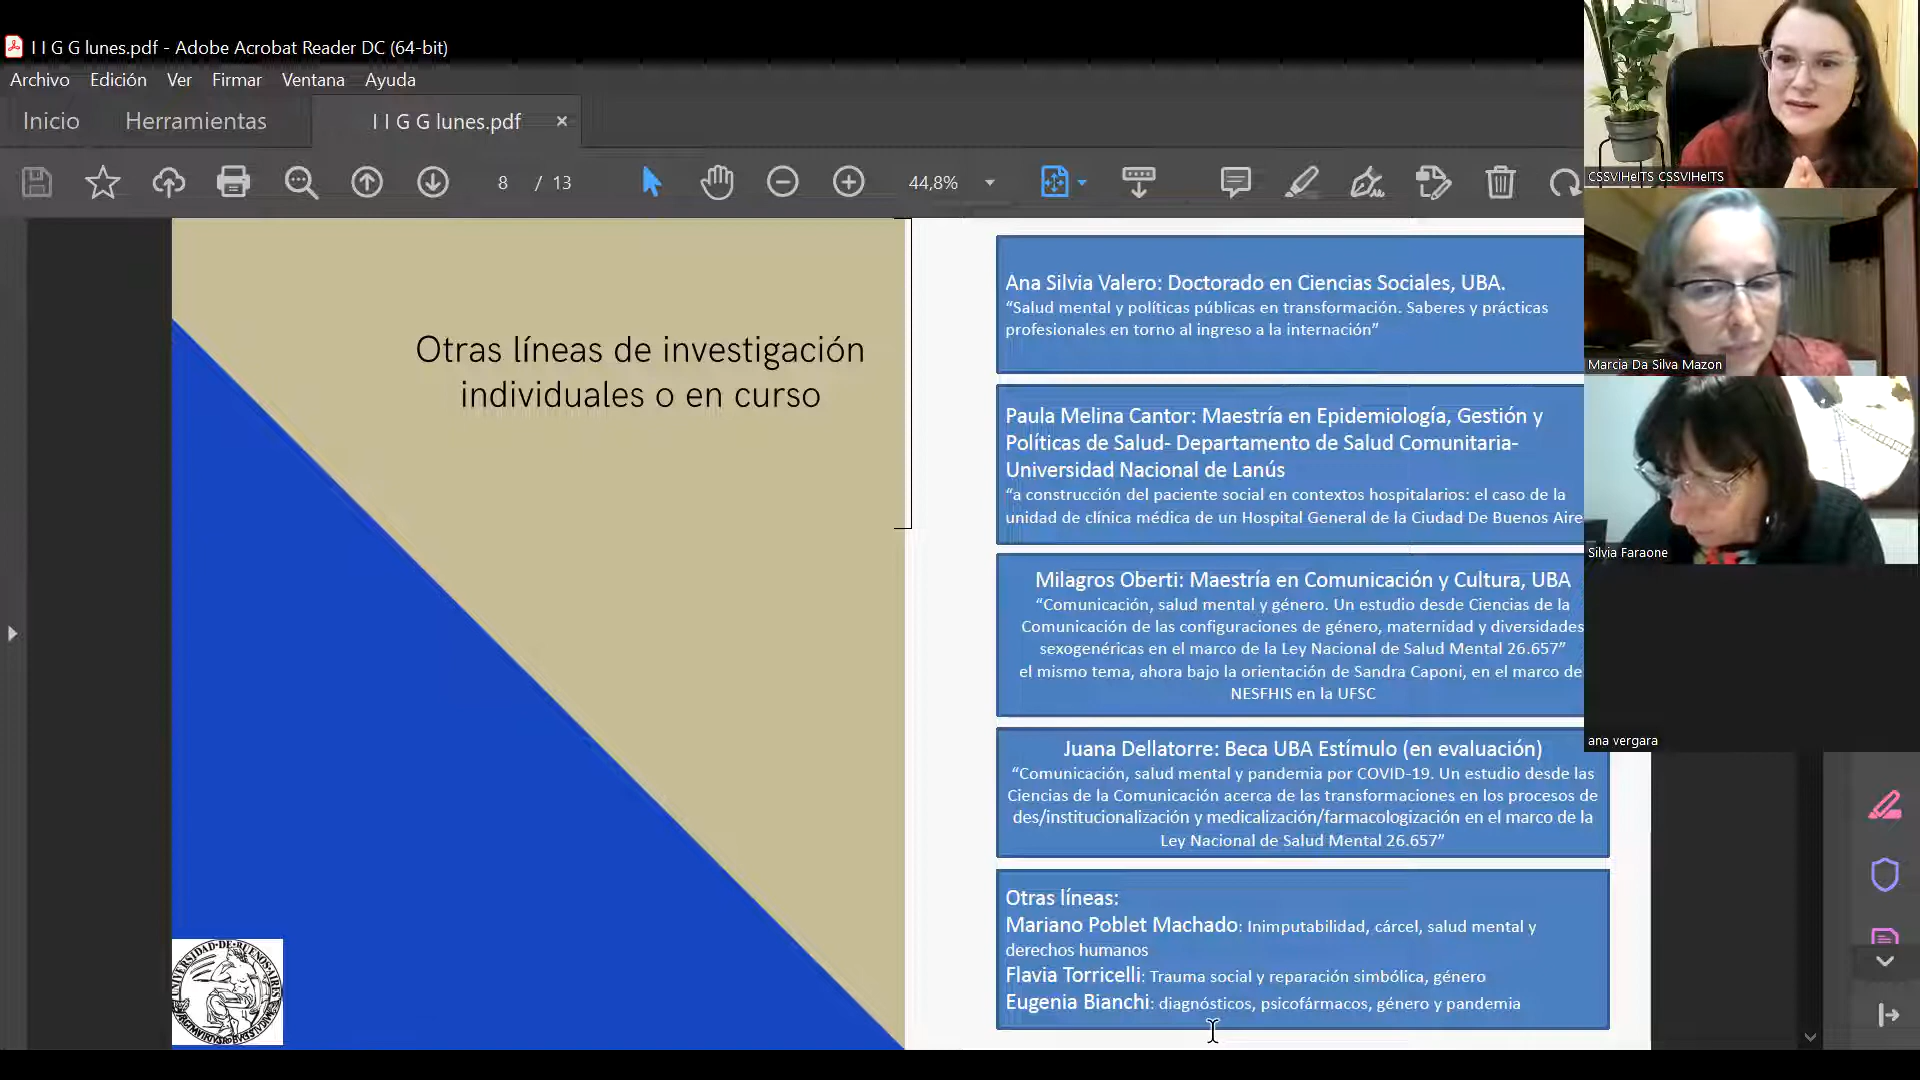 I I G G lunes.pdf - Adobe Acrobat Reader DC (64-bit)
Archivo Edición Ver Firmar Ventana Ayuda
Inicio Herramientas I I G G lunes.pdf ×
8 / 13 44,8%
Otras líneas de investigación
individuales o en curso
Ana Silvia Valero: Doctorado en Ciencias Sociales, UBA.
“Salud mental y políticas públicas en transformación. Saberes y prácticas
profesionales en torno al ingreso a la internación”
Paula Melina Cantor: Maestría en Epidemiología, Gestión y
Políticas de Salud- Departamento de Salud Comunitaria-
Universidad Nacional de Lanús
“a construcción del paciente social en contextos hospitalarios: el caso de la
unidad de clínica médica de un Hospital General de la Ciudad De Buenos Aire
Milagros Oberti: Maestría en Comunicación y Cultura, UBA
“Comunicación, salud mental y género. Un estudio desde Ciencias de la
Comunicación de las configuraciones de género, maternidad y diversidades
sexogenéricas en el marco de la Ley Nacional de Salud Mental 26.657”
el mismo tema, ahora bajo la orientación de Sandra Caponi, en el marco de
NESFHIS en la UFSC
Juana Dellatorre: Beca UBA Estímulo (en evaluación)
“Comunicación, salud mental y pandemia por COVID-19. Un estudio desde las
Ciencias de la Comunicación acerca de las transformaciones en los procesos de
des/institucionalización y medicalización/farmacologización en el marco de la
Ley Nacional de Salud Mental 26.657”
Otras líneas:
Mariano Poblet Machado: Inimputabilidad, cárcel, salud mental y
derechos humanos
Flavia Torricelli: Trauma social y reparación simbólica, género
Eugenia Bianchi: diagnósticos, psicofármacos, género y pandemia
CSSVIHeITS CSSVIHeITS
Marcia Da Silva Mazon
Silvia Faraone
ana vergara
UNIVERSIDAD DE BUENOS AIRES